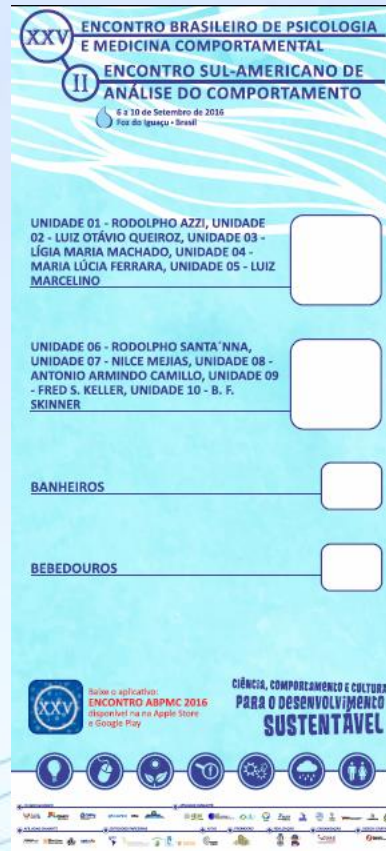 XXV
ENCONTRO BRASILEIRO DE PSICOLOGIA
E MEDICINA COMPORTAMENTAL
II
ENCONTRO SUL-AMERICANO DE
ANÁLISE DO COMPORTAMENTO
6 a 10 de Setembro de 2016
Foz do Iguaçu • Brasil
UNIDADE 01 - RODOLPHO AZZI, UNIDADE
02 - LUIZ OTÁVIO QUEIROZ, UNIDADE 03 -
LÍGIA MARIA MACHADO, UNIDADE 04 -
MARIA LÚCIA FERRARA, UNIDADE 05 - LUIZ
MARCELINO
UNIDADE 06 - RODOLPHO SANTA´NNA,
UNIDADE 07 - NILCE MEJIAS, UNIDADE 08 -
ANTONIO ARMINDO CAMILLO, UNIDADE 09
- FRED S. KELLER, UNIDADE 10 - B. F.
SKINNER
BANHEIROS
BEBEDOUROS
XXV
Baixe o aplicativo:
ENCONTRO ABPMC 2016
disponível na na Apple Store
e Google Play
CIÊNCIA, COMPORTAMENTO E CULTURA
PARA O DESENVOLVIMENTO
SUSTENTÁVEL